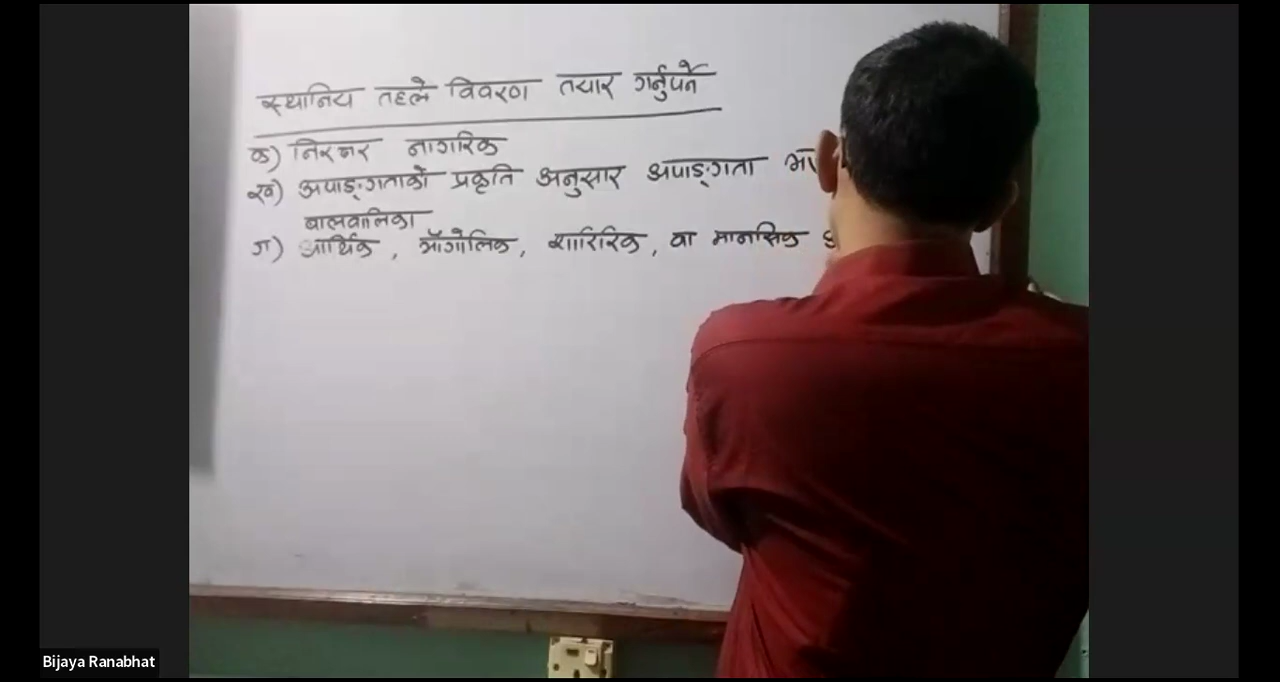 स्थानिय तहले विवरण तयार गर्नुपर्ने
क) निरक्षर नागरिक
ख) अपाङ्गताको प्रकृति अनुसार अपाङ्गता
बालबालिका
ग) आर्थिक, भौगोलिक, शारिरिक, वा मानसिक
Bijaya Ranabhat